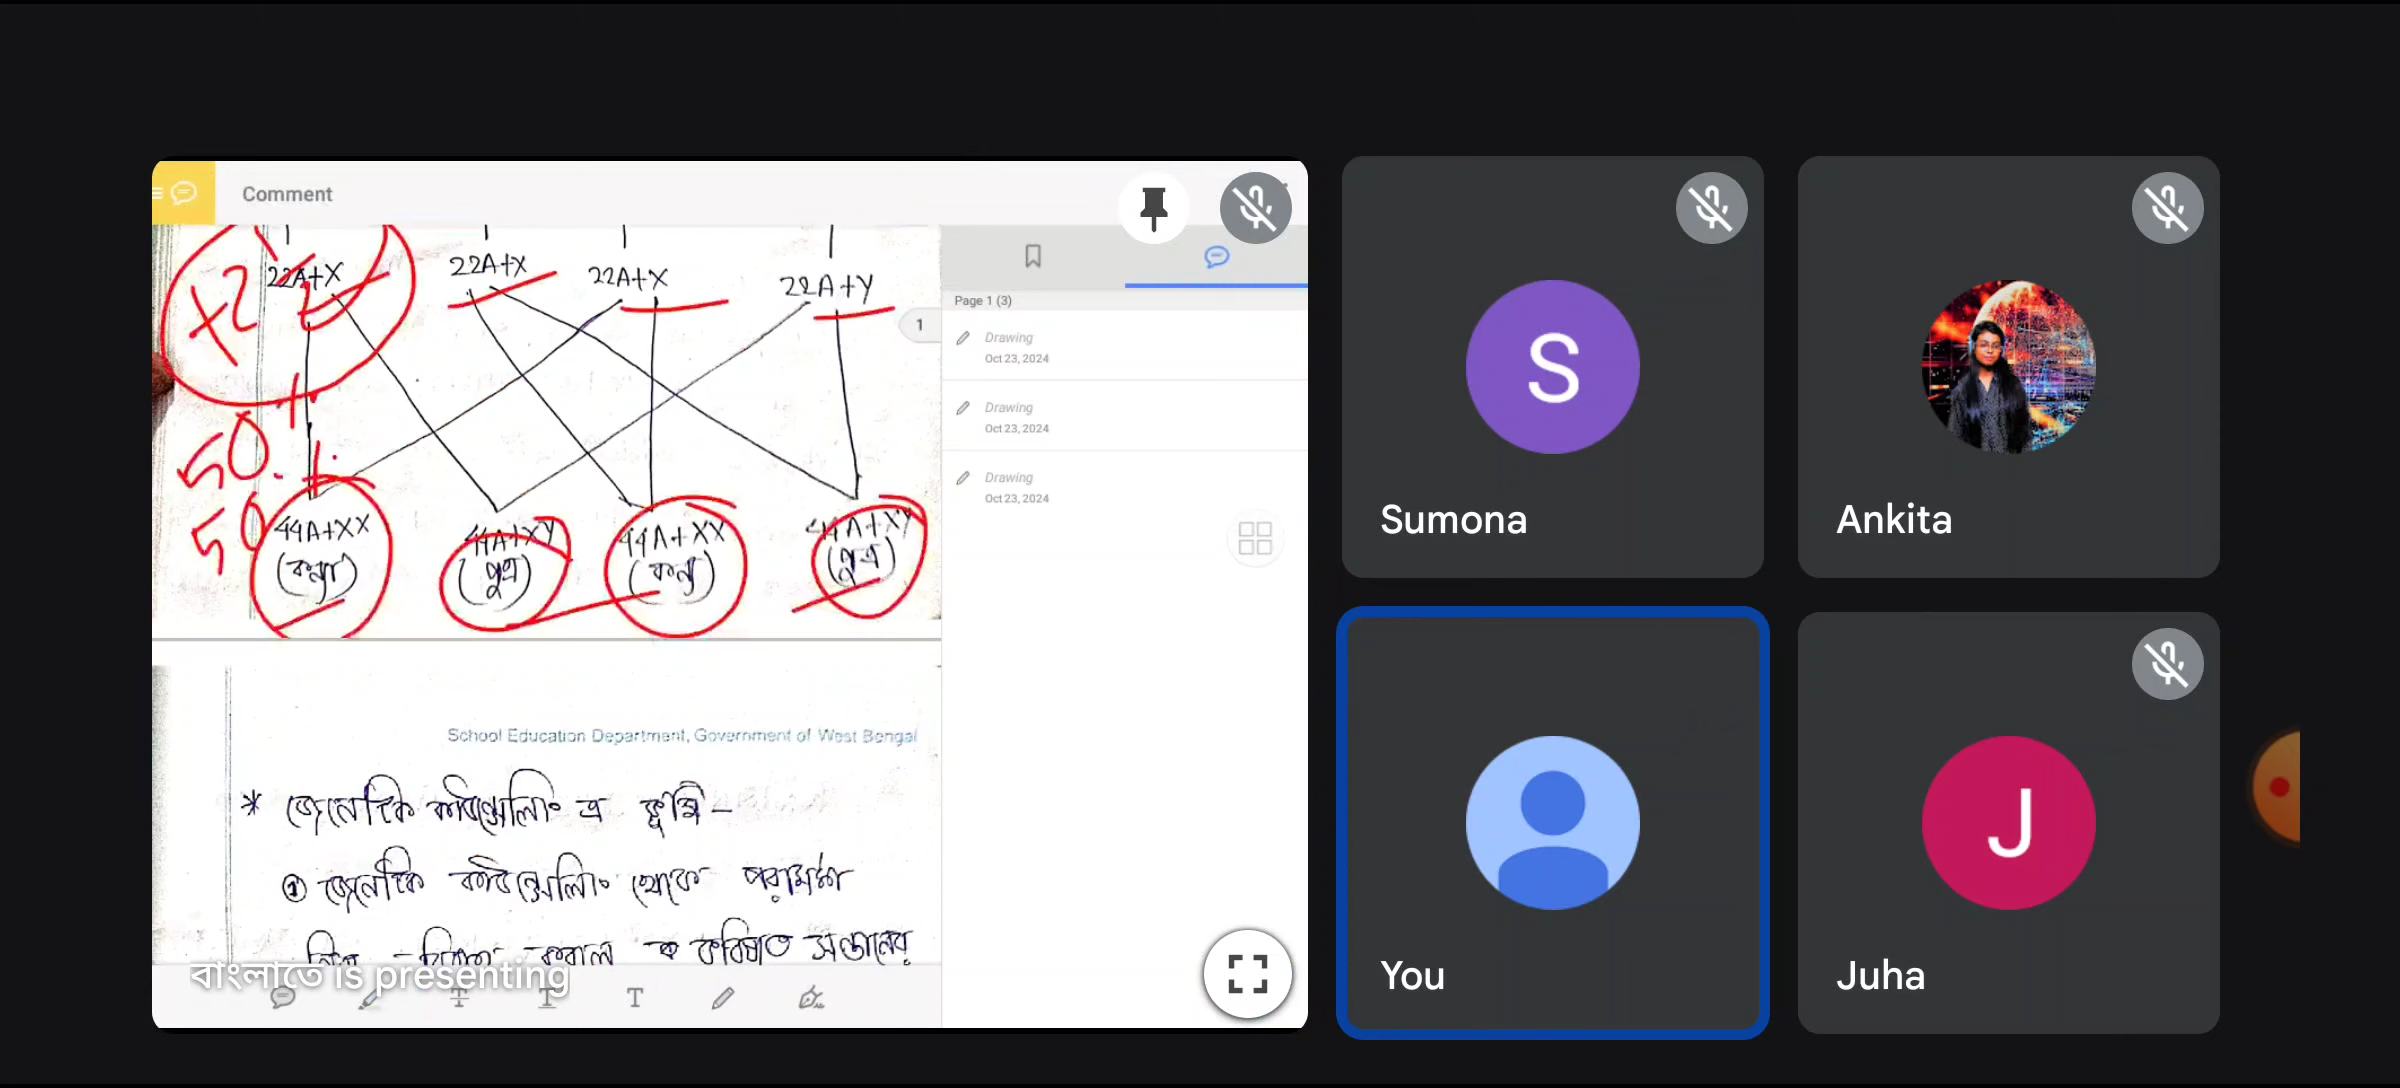 Comment
22A+X 22A+X 22A+X 22A+Y
+2
1
50.
50
44A+XX 44A+XY 44A+XX 44A+XY
(কন্যা) (পুত্র) (কন্যা) (পুত্র)
Page 1 (3)
Drawing
Oct 23, 2024
Drawing
Oct 23, 2024
Drawing
Oct 23, 2024
School Education Department, Government of West Bengal
* জেনেটিক কাউন্সেলিং এর
① জেনেটিক কাউন্সেলিং থেকে পরামর্শ
সন্তানের
বাংলাতে is presenting
T T T
S
Sumona
Ankita
You
J
Juha